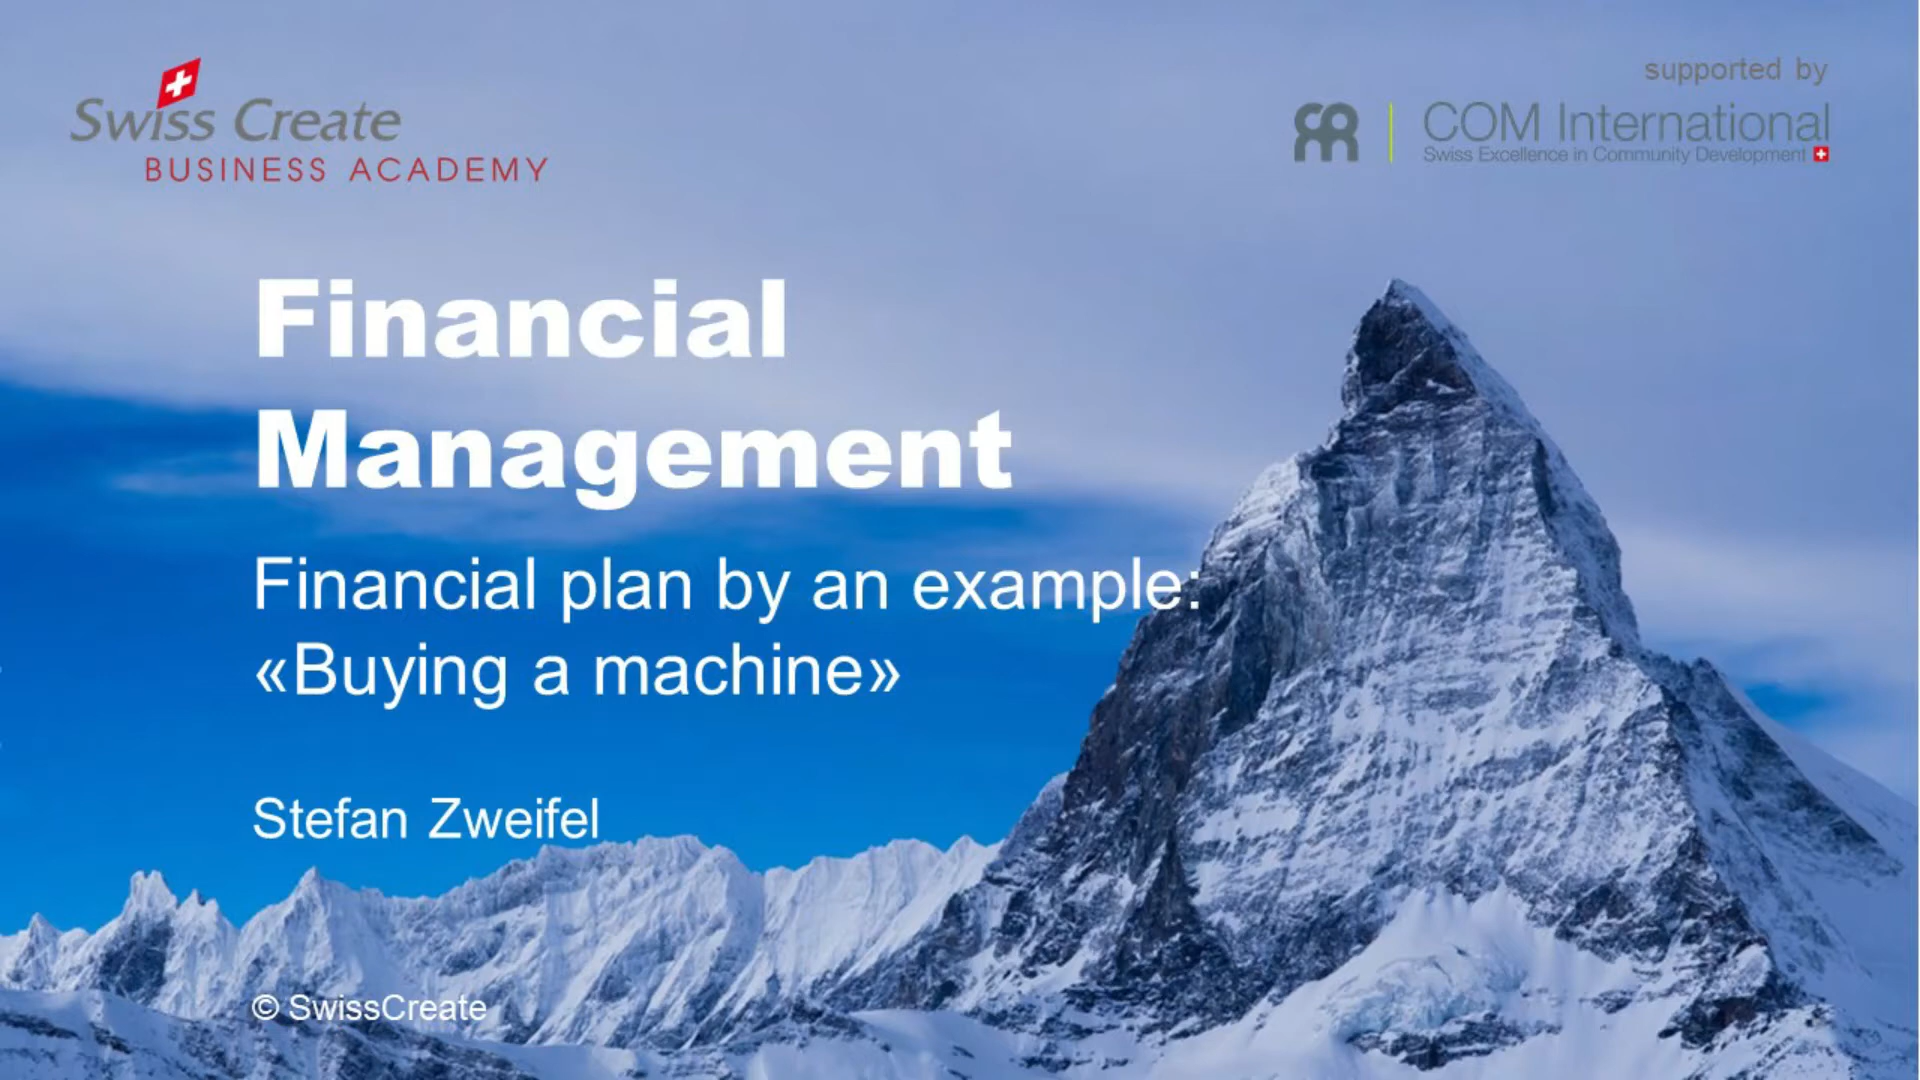 Swiss Create
BUSINESS ACADEMY
supported by
COM International
Swiss Excellence in Community Development
Financial
Management
Financial plan by an example:
«Buying a machine»
Stefan Zweifel
© SwissCreate